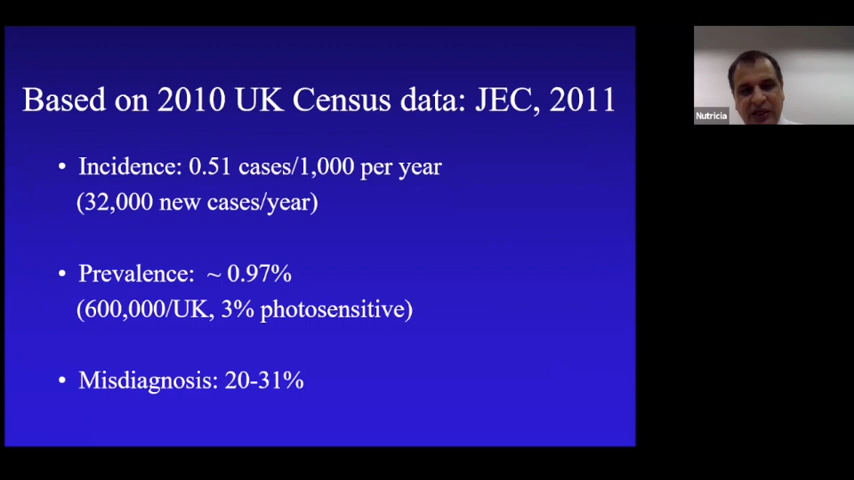 Based on 2010 UK Census data: JEC, 2011
• Incidence: 0.51 cases/1,000 per year
(32,000 new cases/year)
• Prevalence: ~ 0.97%
(600,000/UK, 3% photosensitive)
• Misdiagnosis: 20-31%
Nutricia